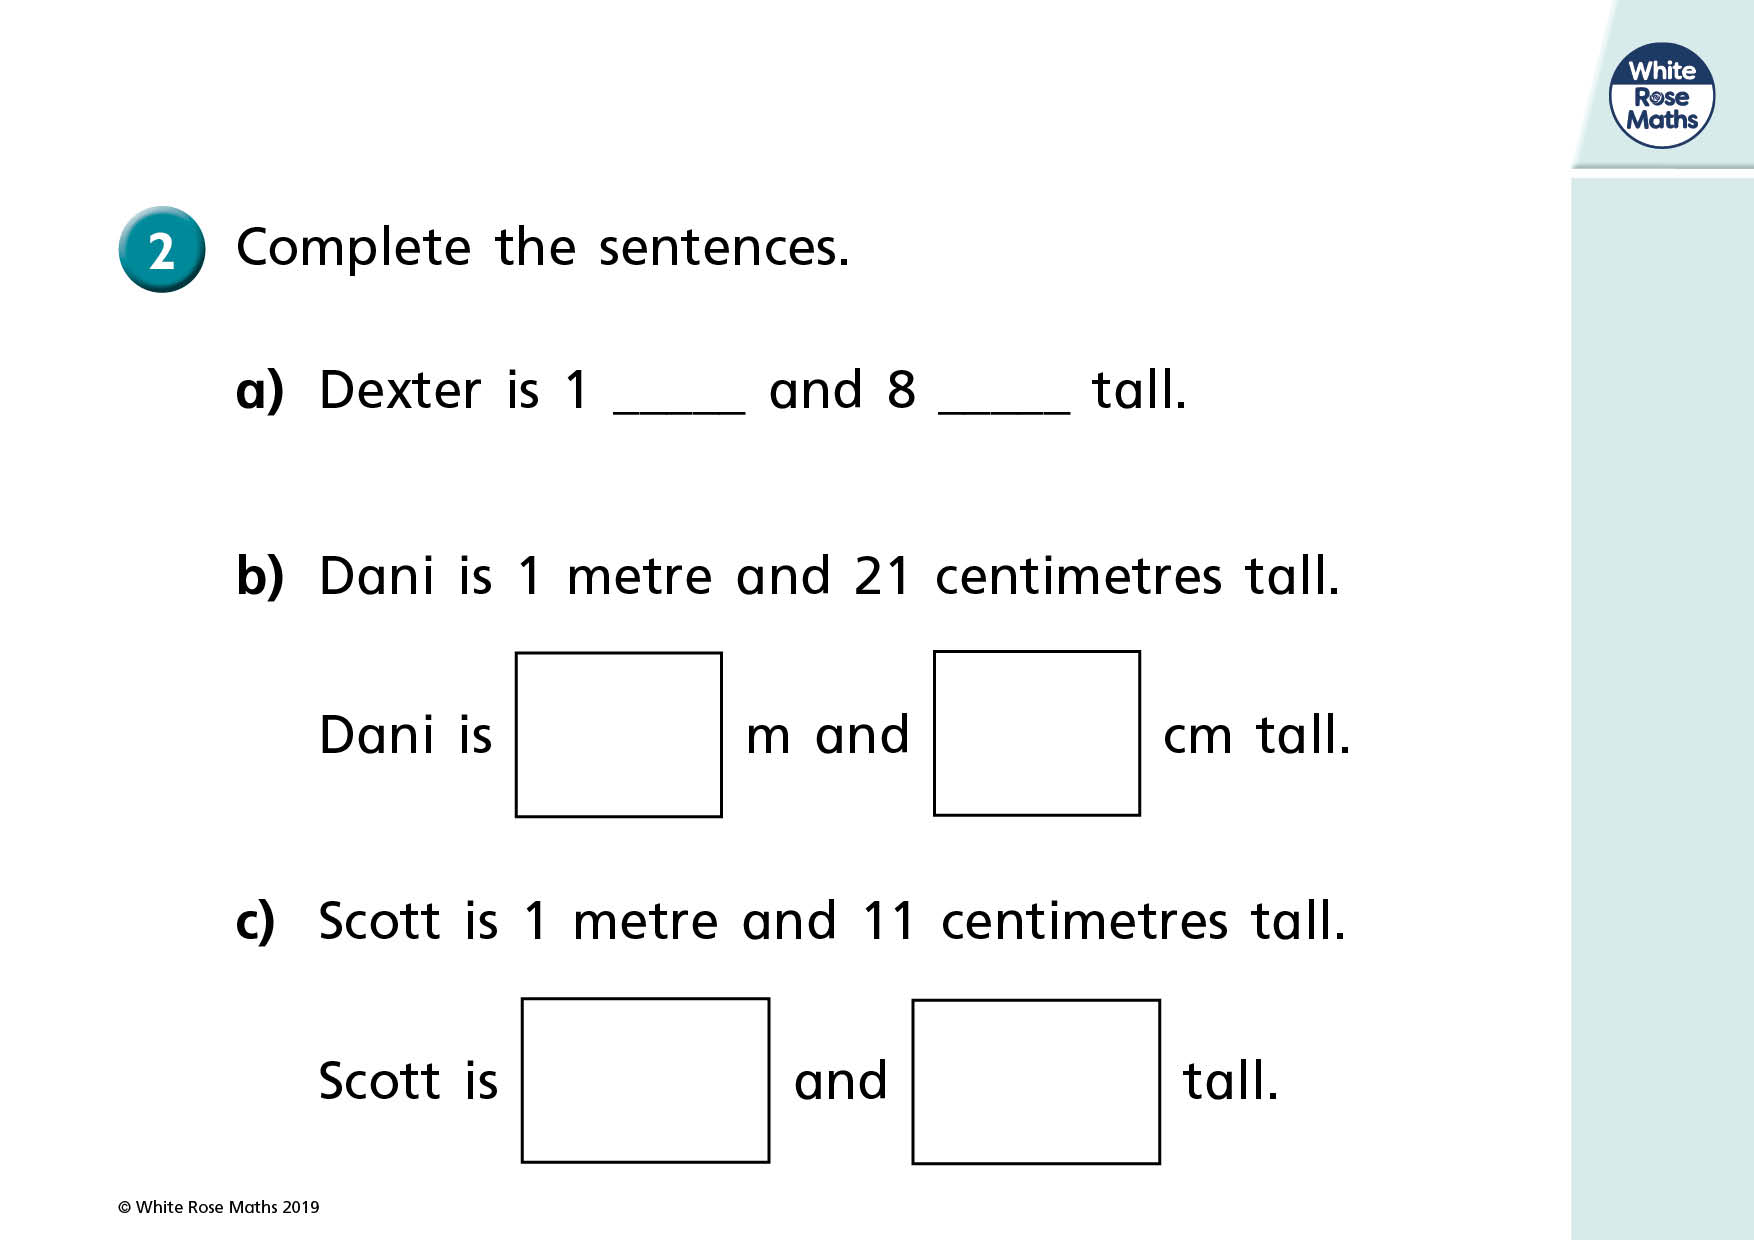 White
Rose
Maths
2 Complete the sentences.
a) Dexter is 1 _____ and 8 _____ tall.
b) Dani is 1 metre and 21 centimetres tall.
Dani is m and cm tall.
c) Scott is 1 metre and 11 centimetres tall.
Scott is and tall.
© White Rose Maths 2019